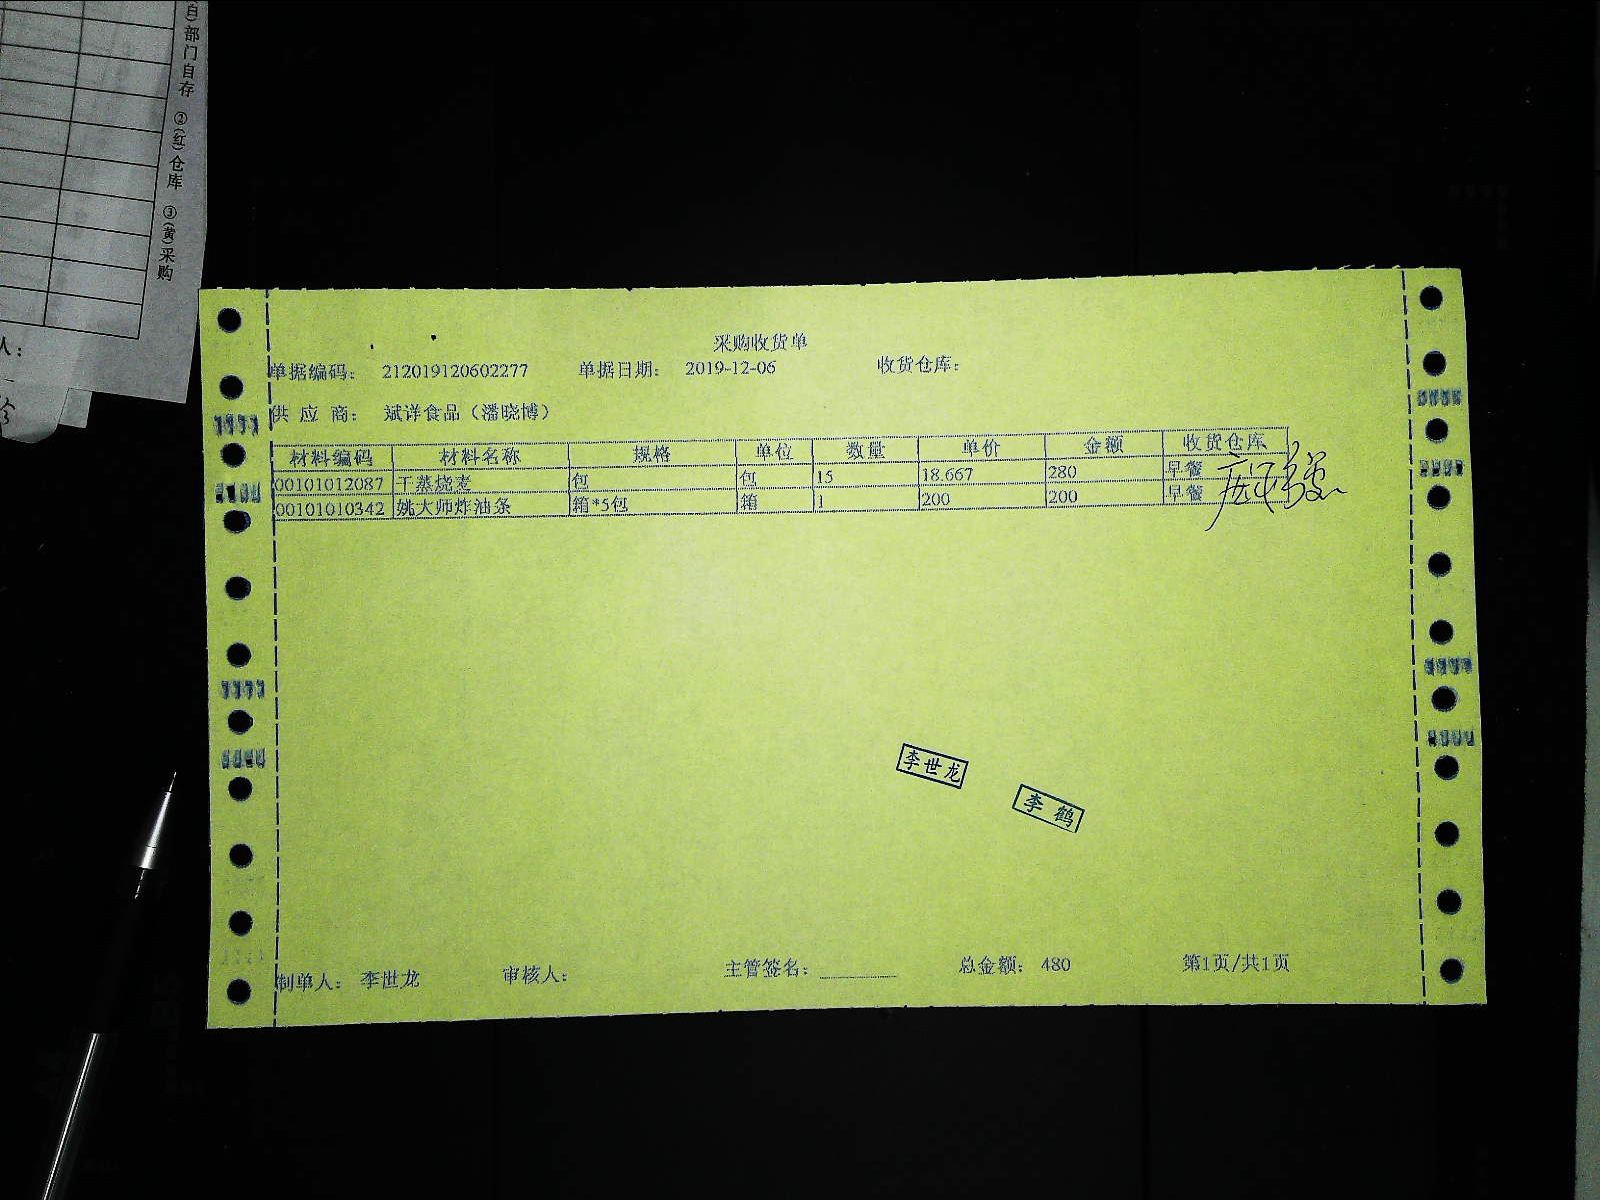 自）部门自存 ②（红）仓库 ③（黄）采购
人：
采购收货单
单据编码： 212019120602277 单据日期： 2019-12-06 收货仓库：
供 应 商： 斌详食品（潘晓博）
材料编码 材料名称 规格 单位 数量 单价 金额 收货仓库
00101012087 干蒸烧麦 包 包 15 18.667 280 早餐
00101010342 姚大师炸油条 箱*5包 箱 1 200 200 早餐
李世龙
李鹤
制单人： 李世龙 审核人： 主管签名：________ 总金额： 480 第1页/共1页